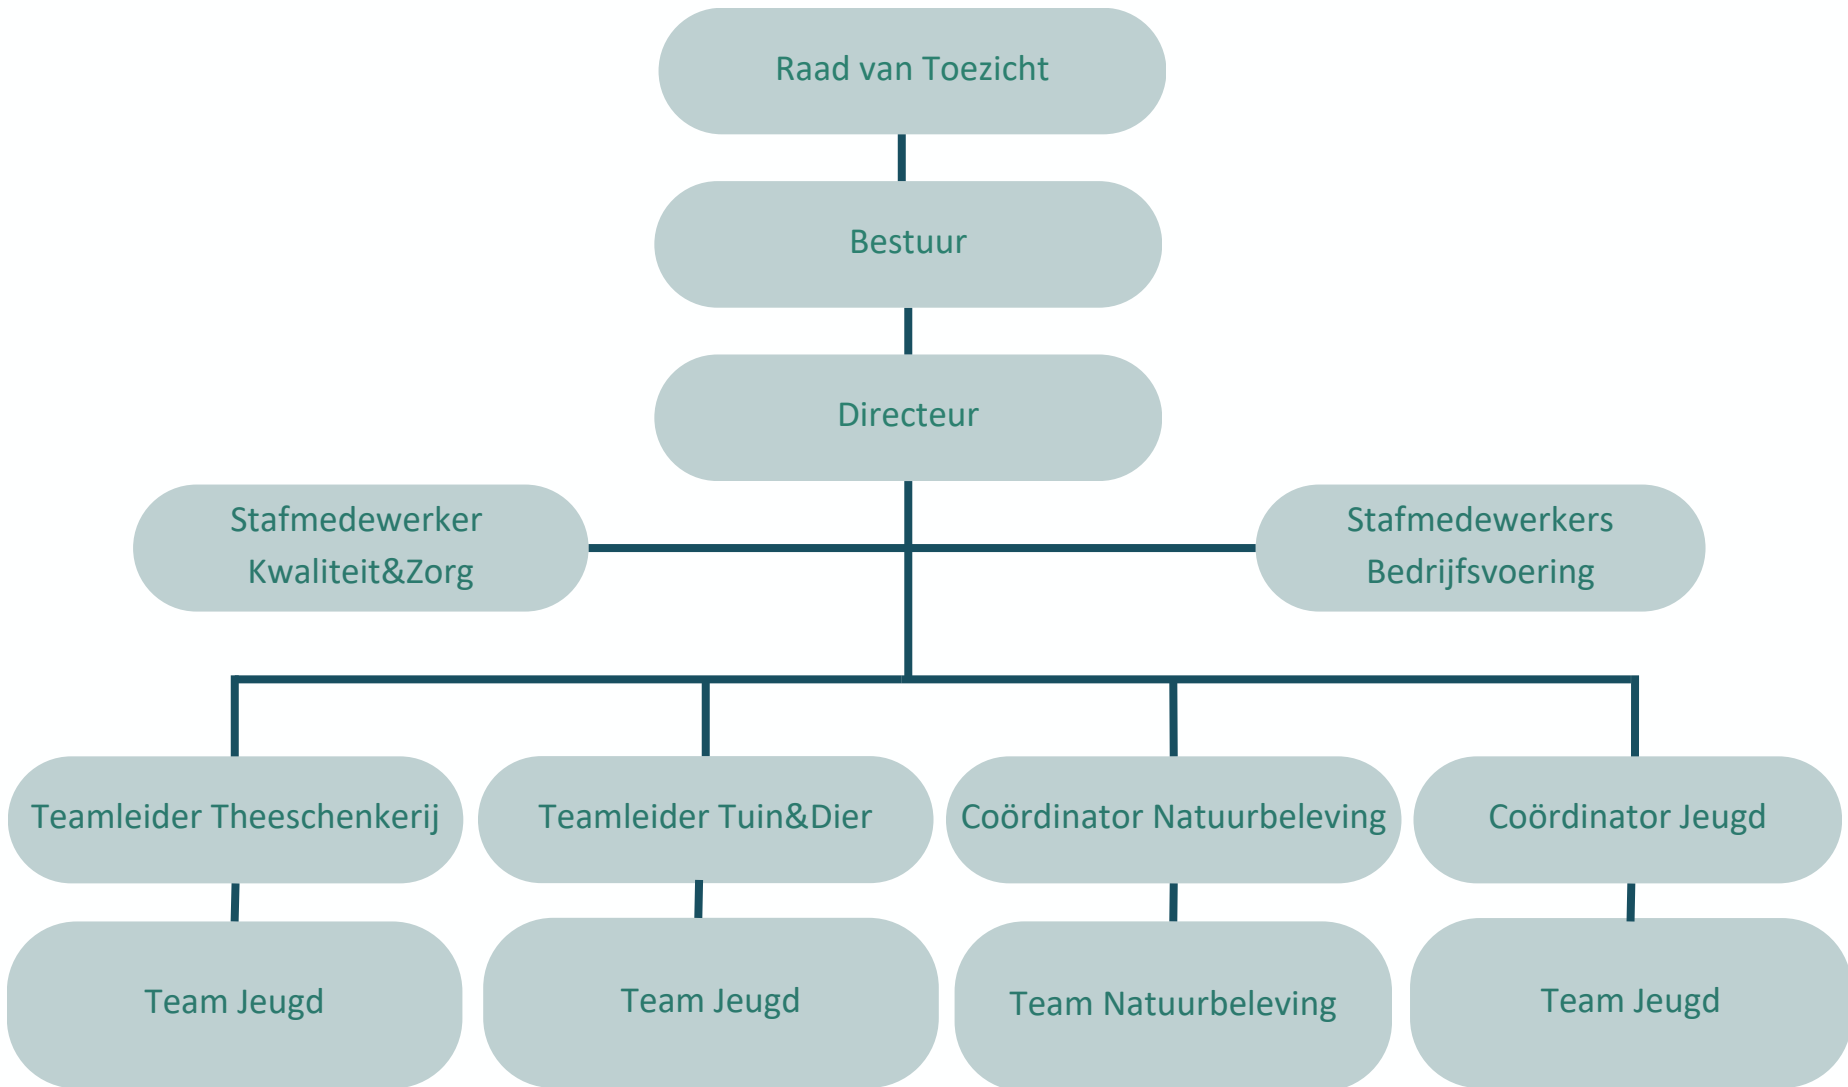 Raad van Toezicht
Bestuur
Directeur
Stafmedewerker
Kwaliteit&Zorg
Stafmedewerkers
Bedrijfsvoering
Teamleider Theeschenkerij
Teamleider Tuin&Dier
Coördinator Natuurbeleving
Coördinator Jeugd
Team Jeugd
Team Jeugd
Team Natuurbeleving
Team Jeugd